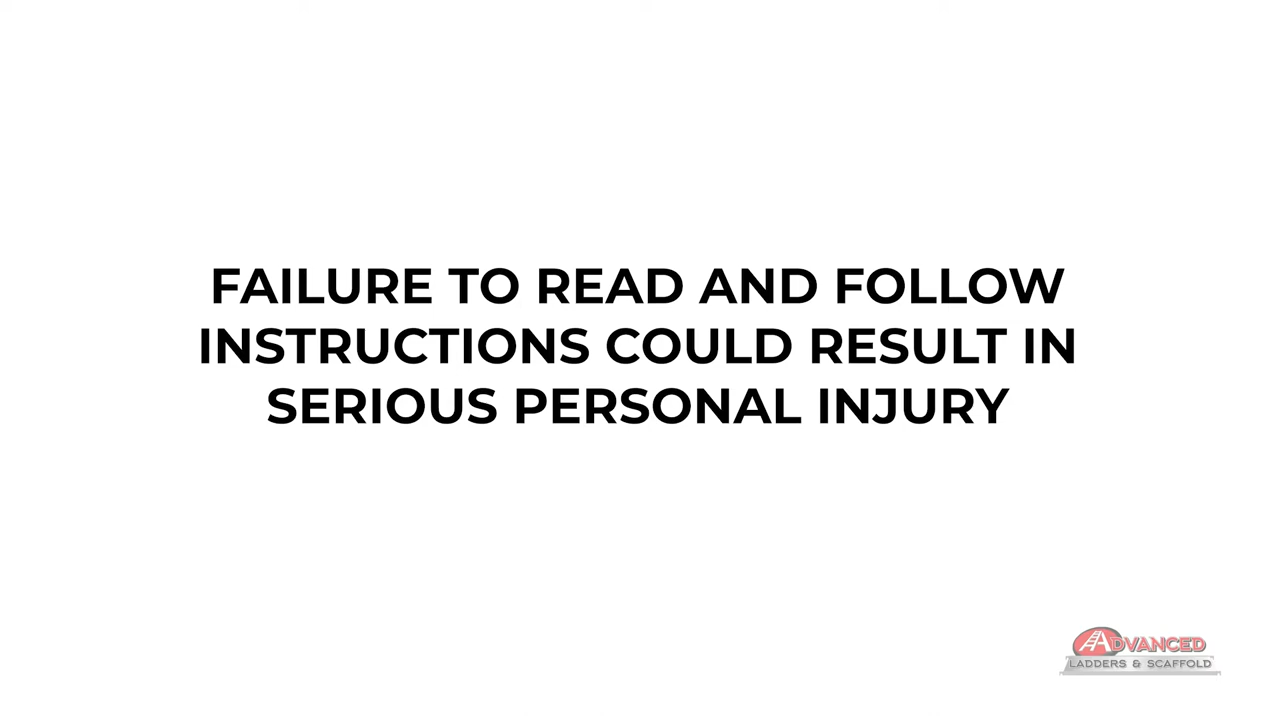 FAILURE TO READ AND FOLLOW
INSTRUCTIONS COULD RESULT IN
SERIOUS PERSONAL INJURY
ADVANCED
LADDERS & SCAFFOLD